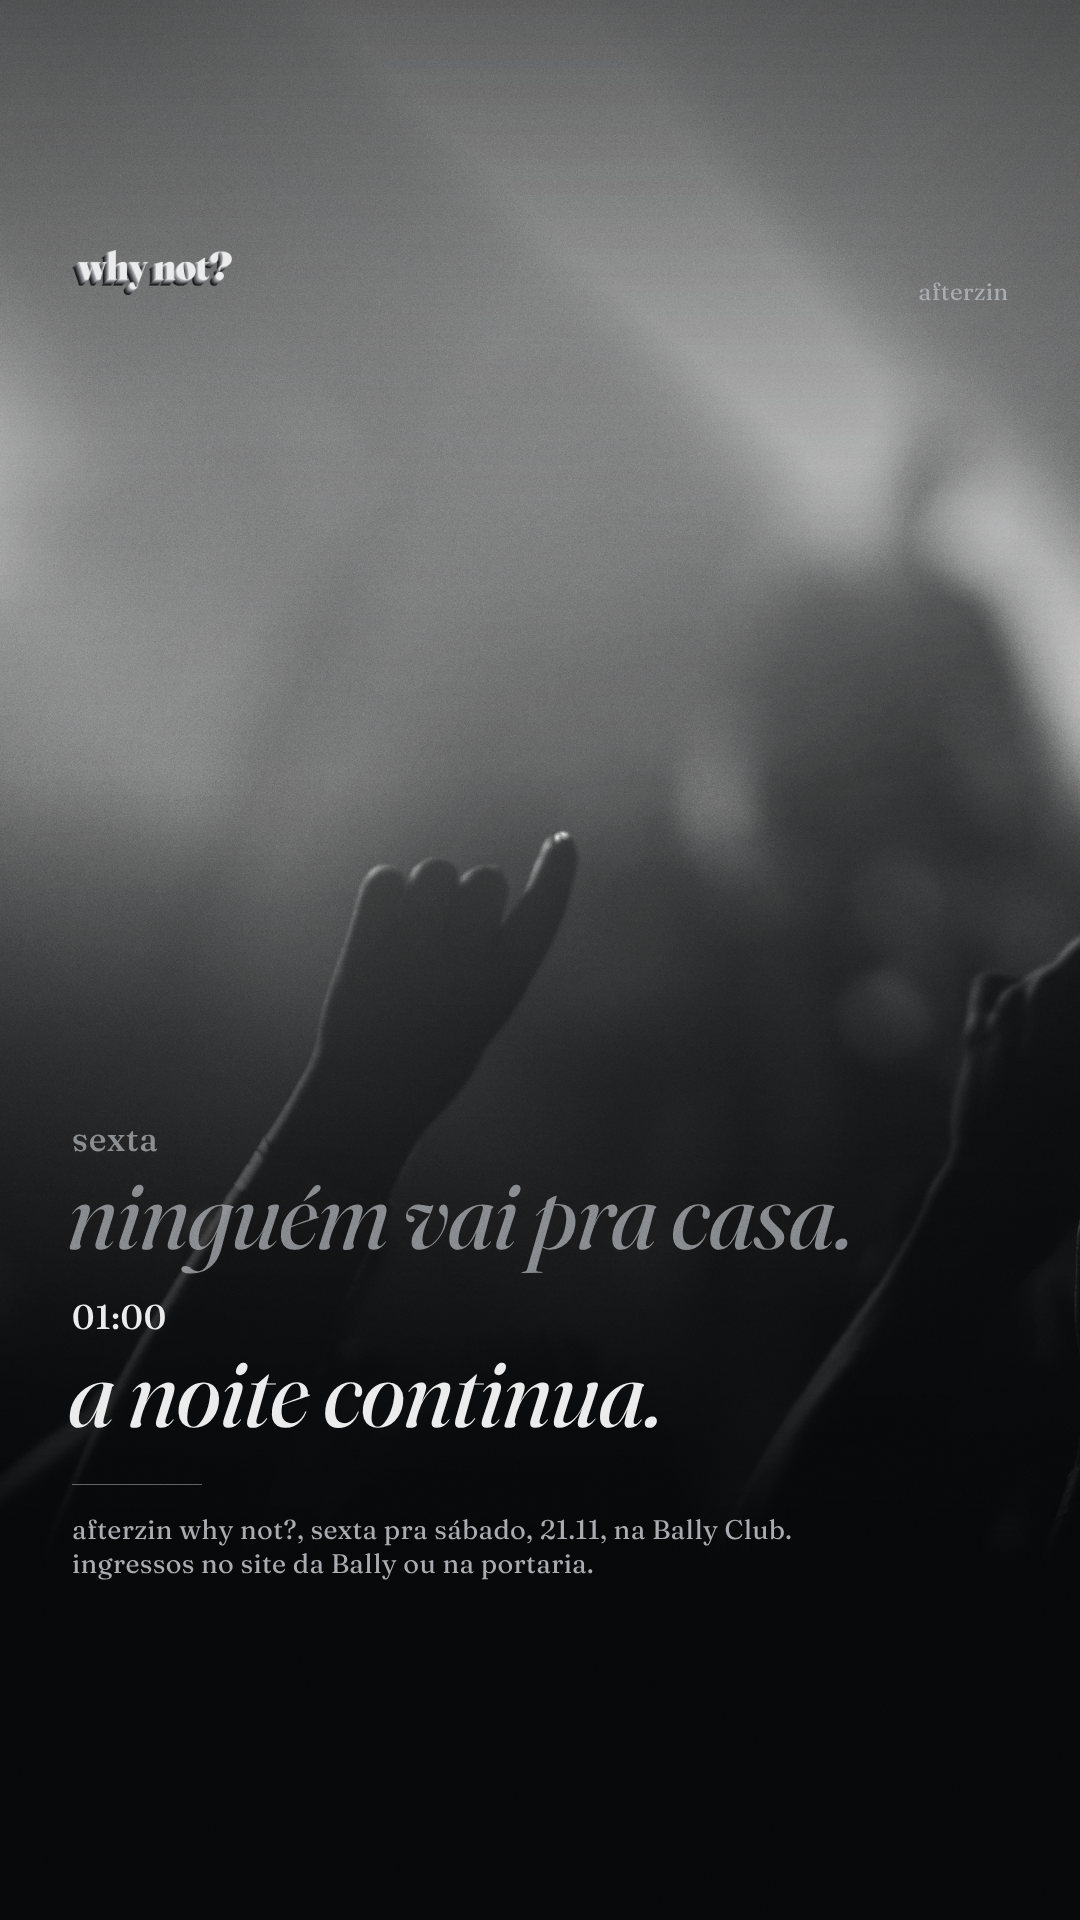 why not?
afterzin
sexta
ninguém vai pra casa.
01:00
a noite continua.
afterzin why not?, sexta pra sábado, 21.11, na Bally Club.
ingressos no site da Bally ou na portaria.